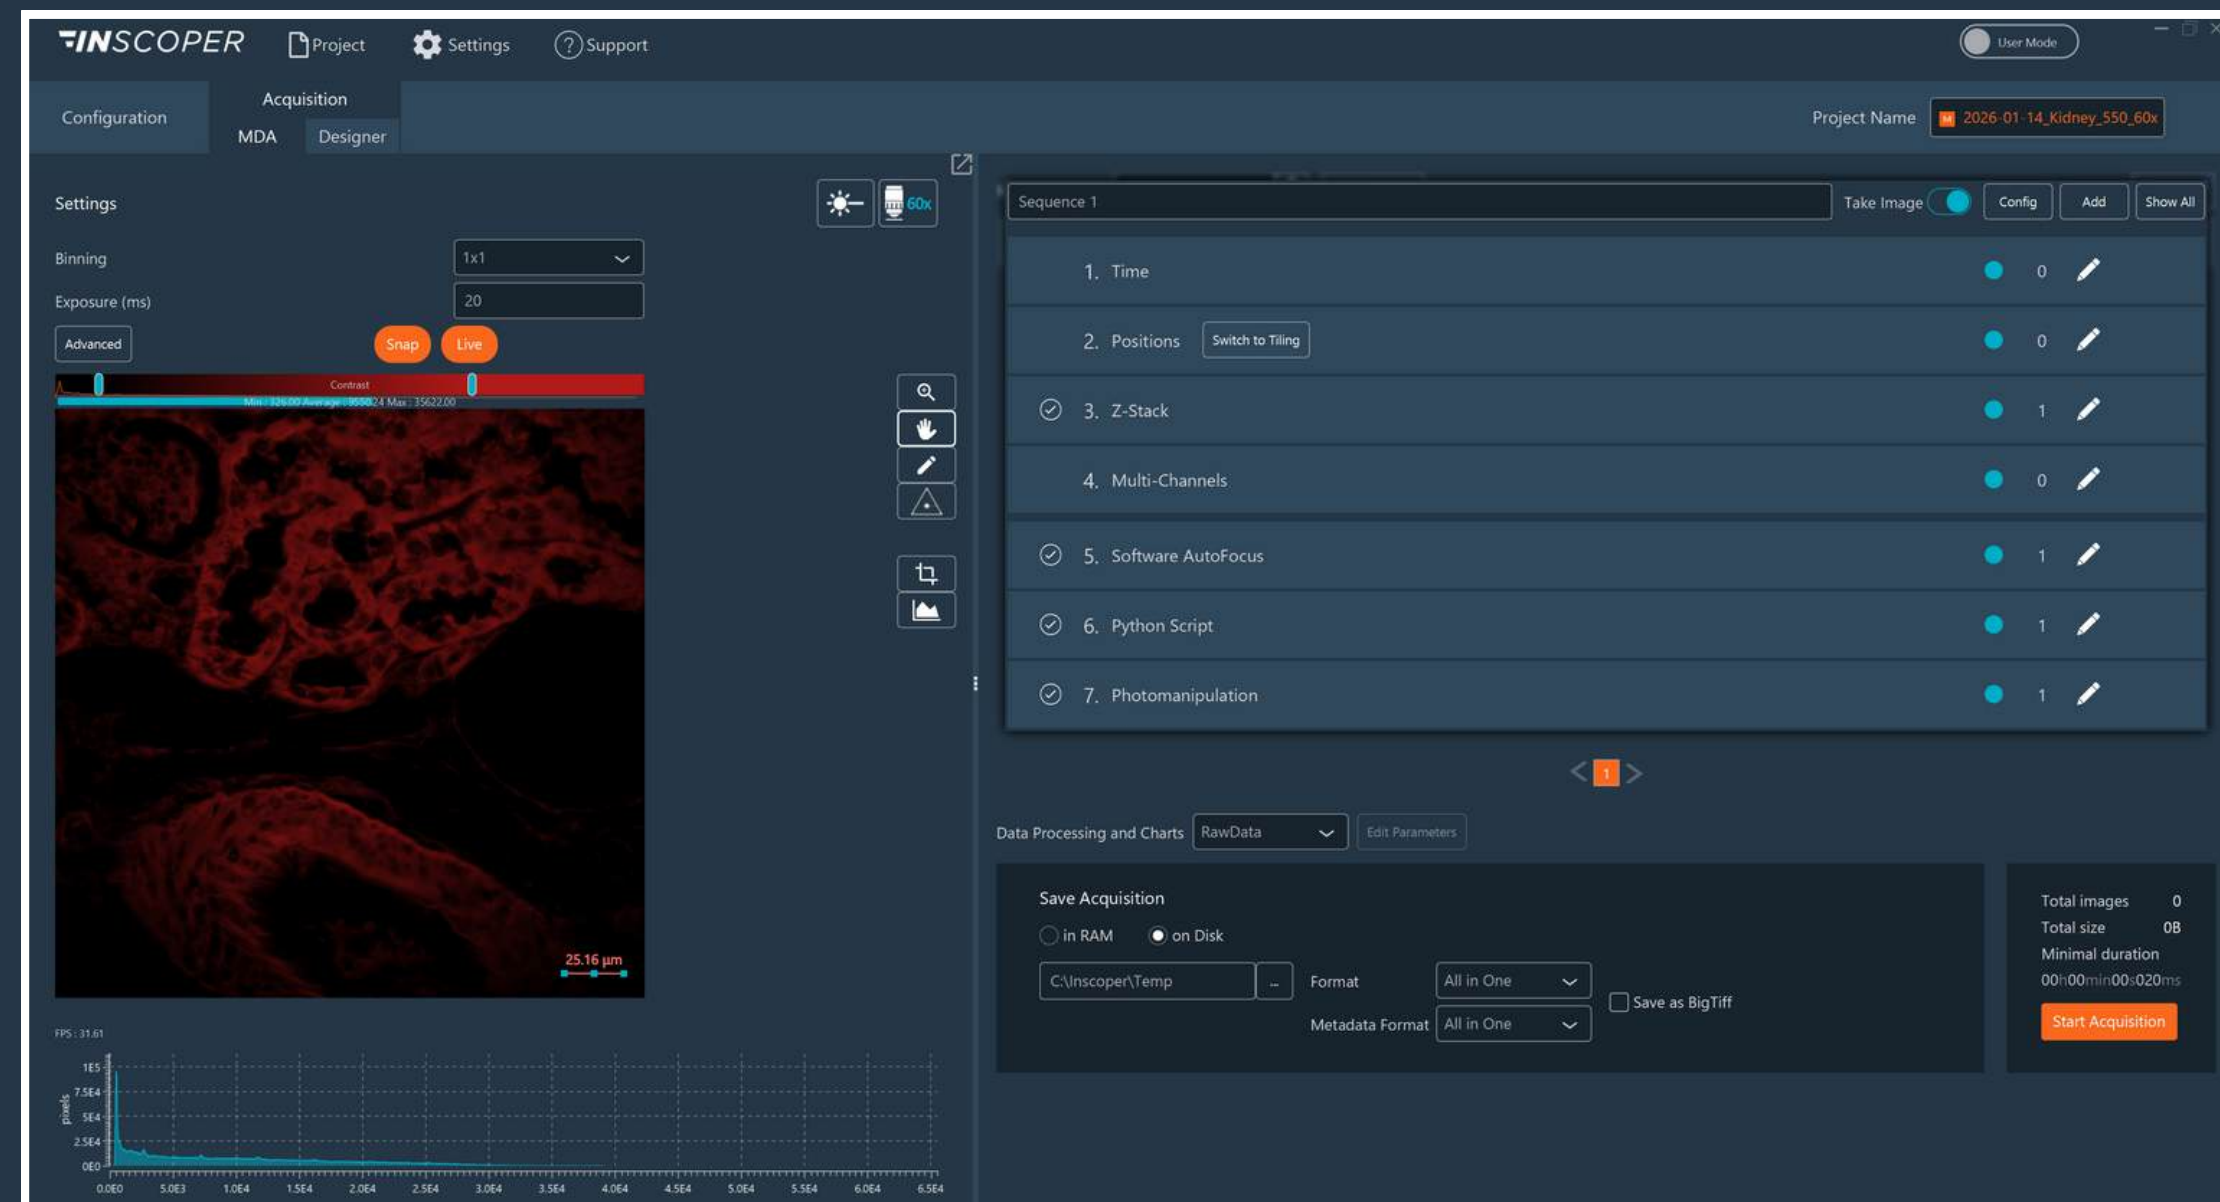 INSCOPER Project Settings ? Support User Mode
Configuration
Acquisition
MDA Designer
Project Name M 2026-01-14_Kidney_550_60x
Settings
60x
Binning 1x1
Exposure (ms) 20
Advanced Snap Live
Contrast
FPS : 31.61
25.16 µm
pixels
1E5
7.5E4
5E4
2.5E4
0E0
0.0E0 5.0E3 1.0E4 1.5E4 2.0E4 2.5E4 3.0E4 3.5E4 4.0E4 4.5E4 5.0E4 5.5E4 6.0E4 6.5E4
Sequence 1 Take Image Config Add Show All
1. Time 0
2. Positions Switch to Tiling 0
3. Z-Stack 1
4. Multi-Channels 0
5. Software AutoFocus 1
6. Python Script 1
7. Photomanipulation 1
< 1 >
Data Processing and Charts RawData Edit Parameters
Save Acquisition
in RAM on Disk
C:\Inscoper\Temp ... Format All in One
Metadata Format All in One
Save as BigTiff
Total images 0
Total size 0B
Minimal duration
00h00min00s020ms
Start Acquisition